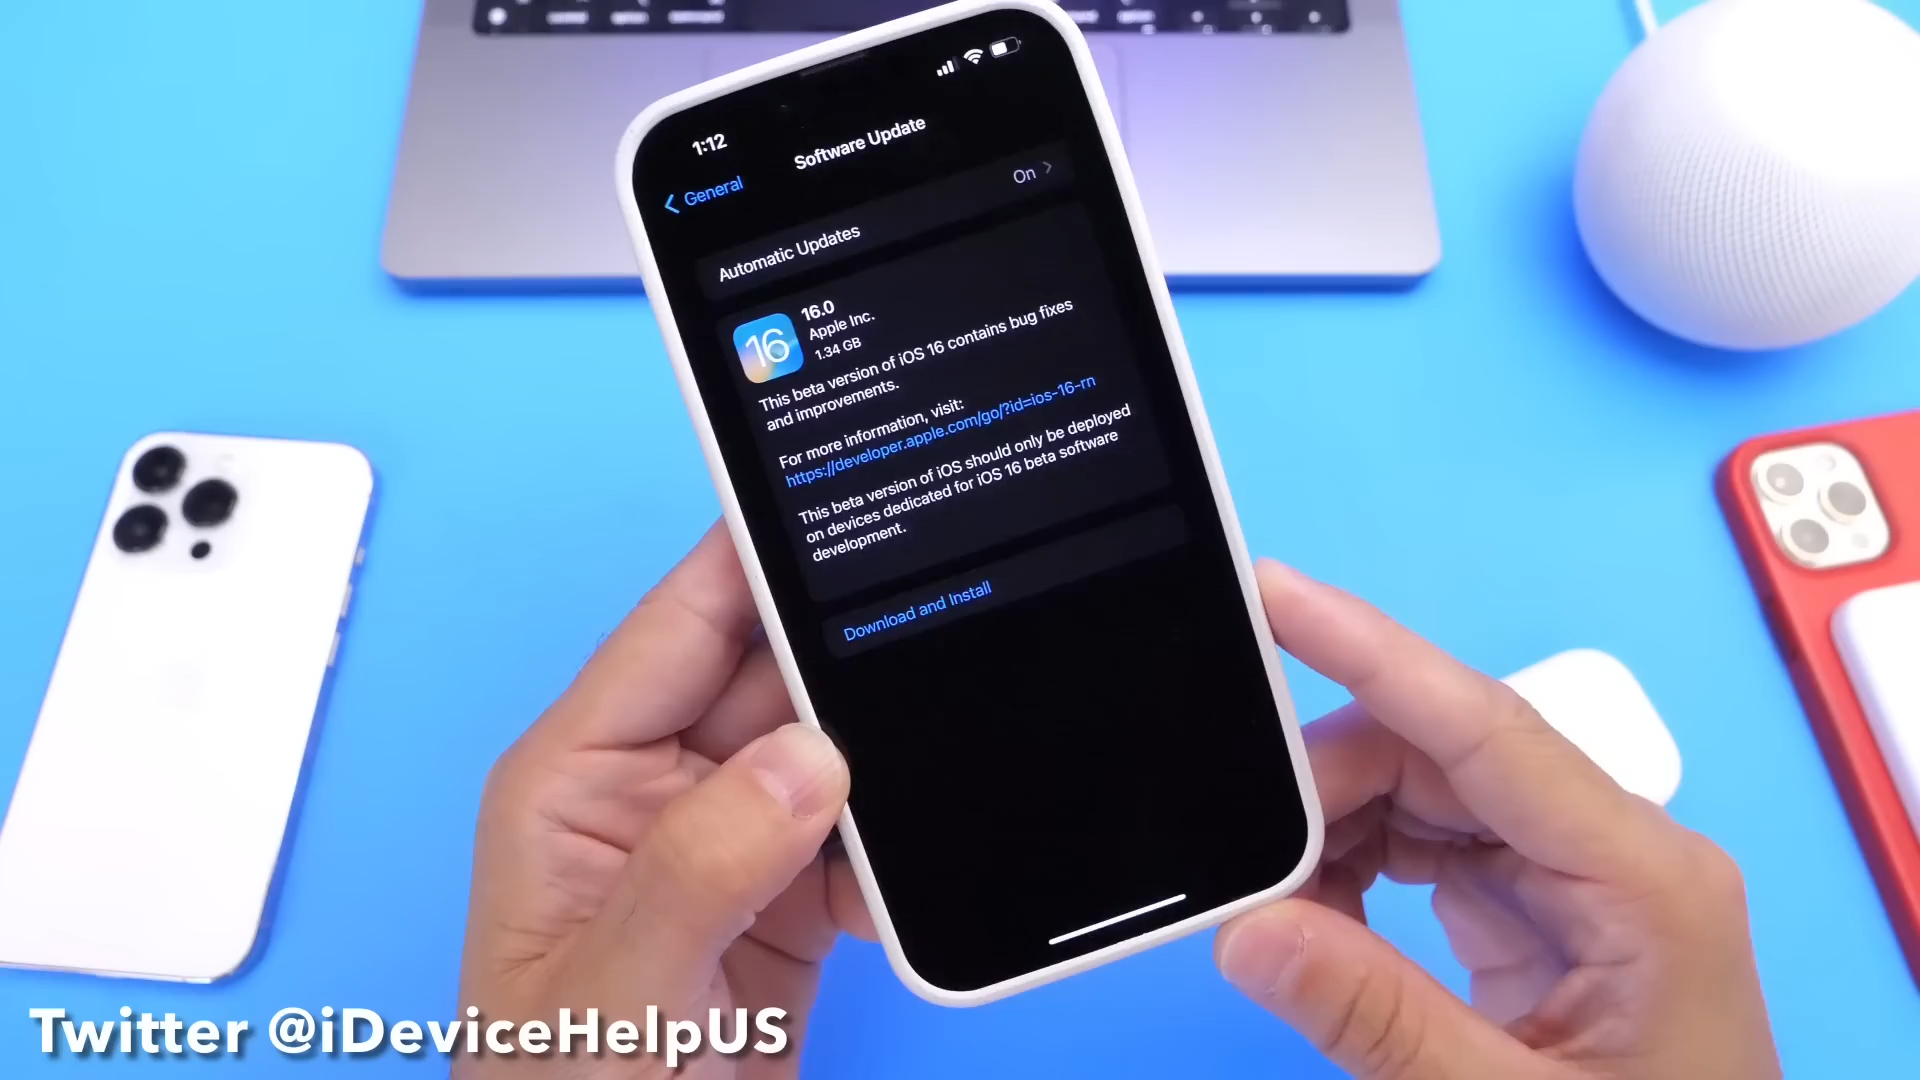 1:12
Software Update
General
Automatic Updates
On
16
16.0
Apple Inc.
1.34 GB
This beta version of iOS 16 contains bug fixes
and improvements.
For more information, visit:
https://developer.apple.com/go/?id=ios-16-rn
This beta version of iOS should only be deployed
on devices dedicated for iOS 16 beta software
development.
Download and Install
Twitter @iDeviceHelpUS